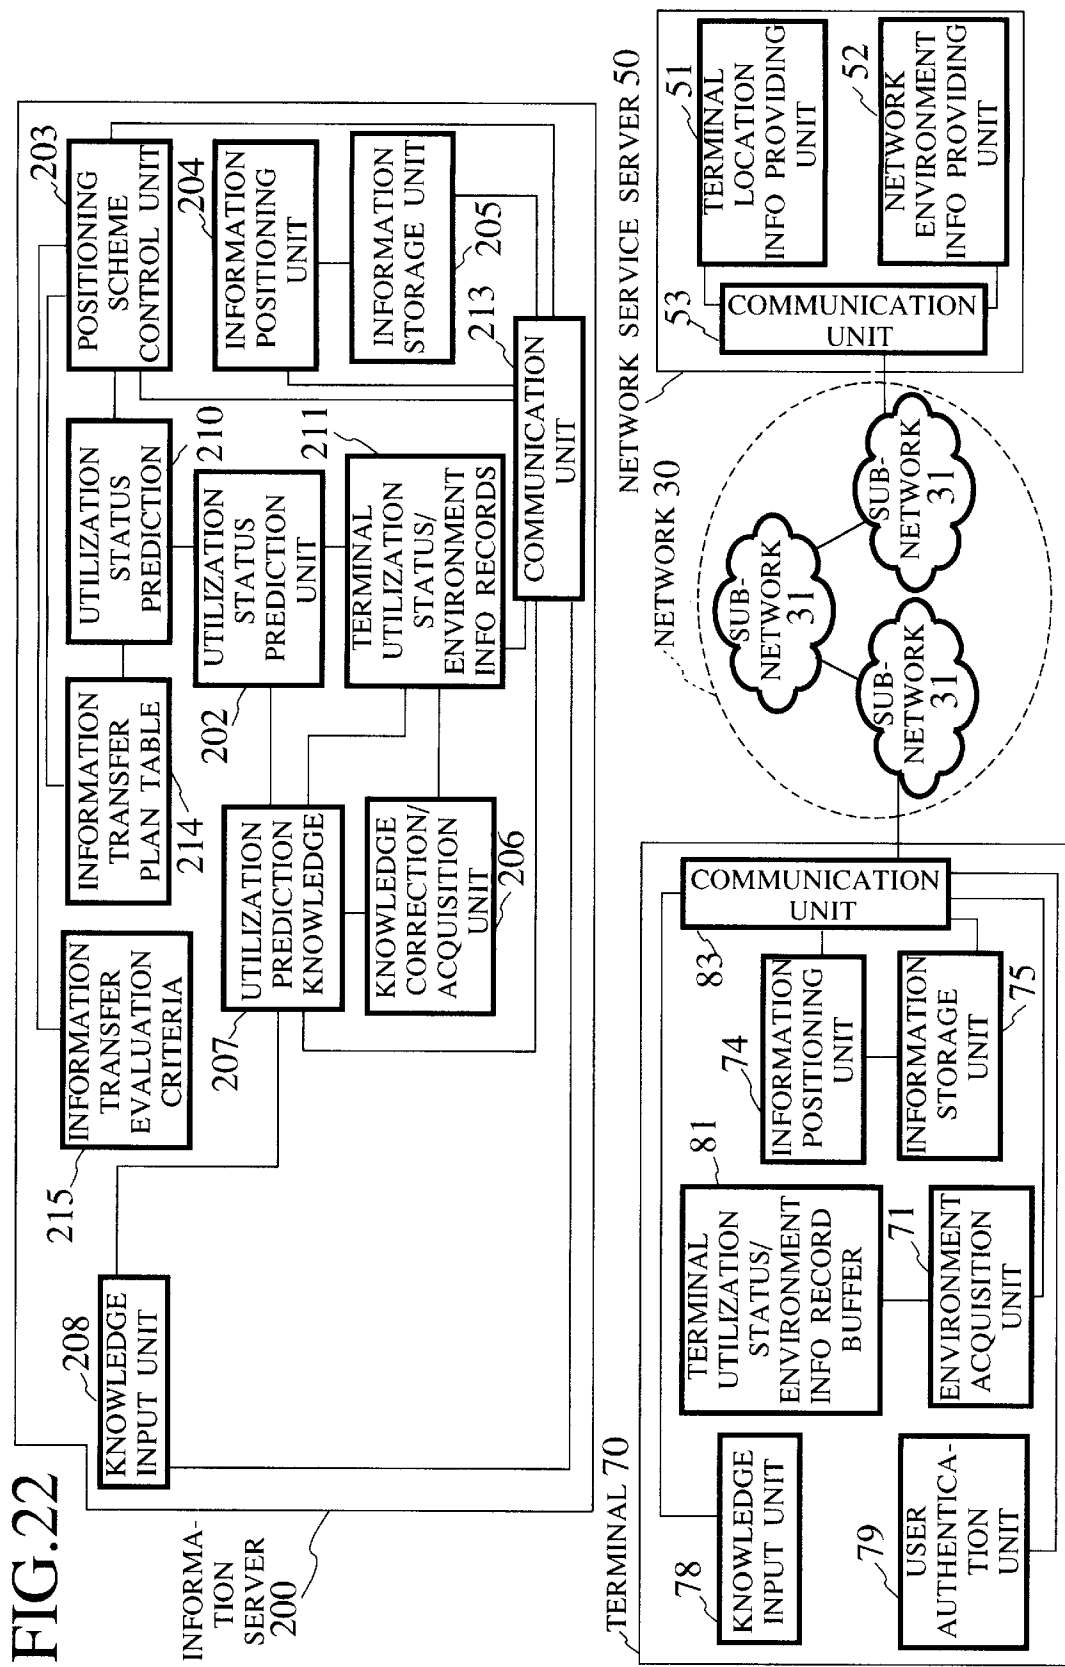 FIG.22
INFORMA-
TION
SERVER
200
KNOWLEDGE
INPUT UNIT
208
INFORMATION
TRANSFER
EVALUATION
CRITERIA
215
INFORMATION
TRANSFER
PLAN TABLE
214
UTILIZATION
STATUS
PREDICTION
210
POSITIONING
SCHEME
CONTROL UNIT
203
UTILIZATION
PREDICTION
KNOWLEDGE
207
UTILIZATION
STATUS
PREDICTION
UNIT
202
INFORMATION
POSITIONING
UNIT
204
KNOWLEDGE
CORRECTION/
ACQUISITION
UNIT
206
TERMINAL
UTILIZATION
STATUS/
ENVIRONMENT
INFO RECORDS
211
INFORMATION
STORAGE UNIT
205
COMMUNICATION
UNIT
213
TERMINAL 70
KNOWLEDGE
INPUT UNIT
78
USER
AUTHENTICA-
TION
UNIT
79
TERMINAL
UTILIZATION
STATUS/
ENVIRONMENT
INFO RECORD
BUFFER
81
ENVIRONMENT
ACQUISITION
UNIT
71
INFORMATION
POSITIONING
UNIT
74
INFORMATION
STORAGE
UNIT
75
COMMUNICATION
UNIT
83
NETWORK 30
SUB-
NETWORK
31
SUB-
NETWORK
31
SUB-
NETWORK
31
NETWORK SERVICE SERVER 50
COMMUNICATION
UNIT
53
TERMINAL
LOCATION
INFO PROVIDING
UNIT
51
NETWORK
ENVIRONMENT
INFO PROVIDING
UNIT
52